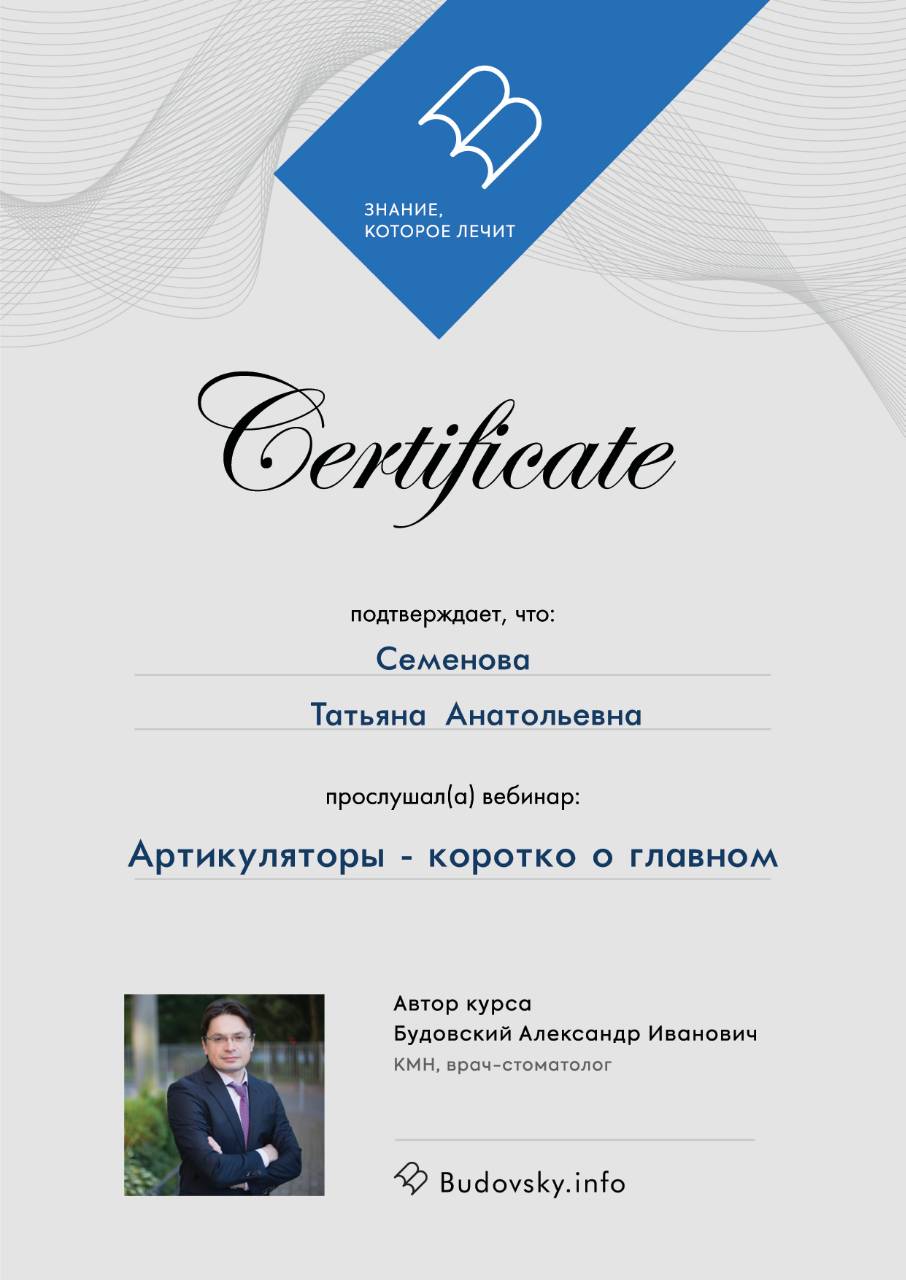 ЗНАНИЕ,
КОТОРОЕ ЛЕЧИТ
Certificate
подтверждает, что:
Семенова
Татьяна Анатольевна
прослушал(а) вебинар:
Артикуляторы - коротко о главном
Автор курса
Будовский Александр Иванович
КМН, врач-стоматолог
Budovsky.info